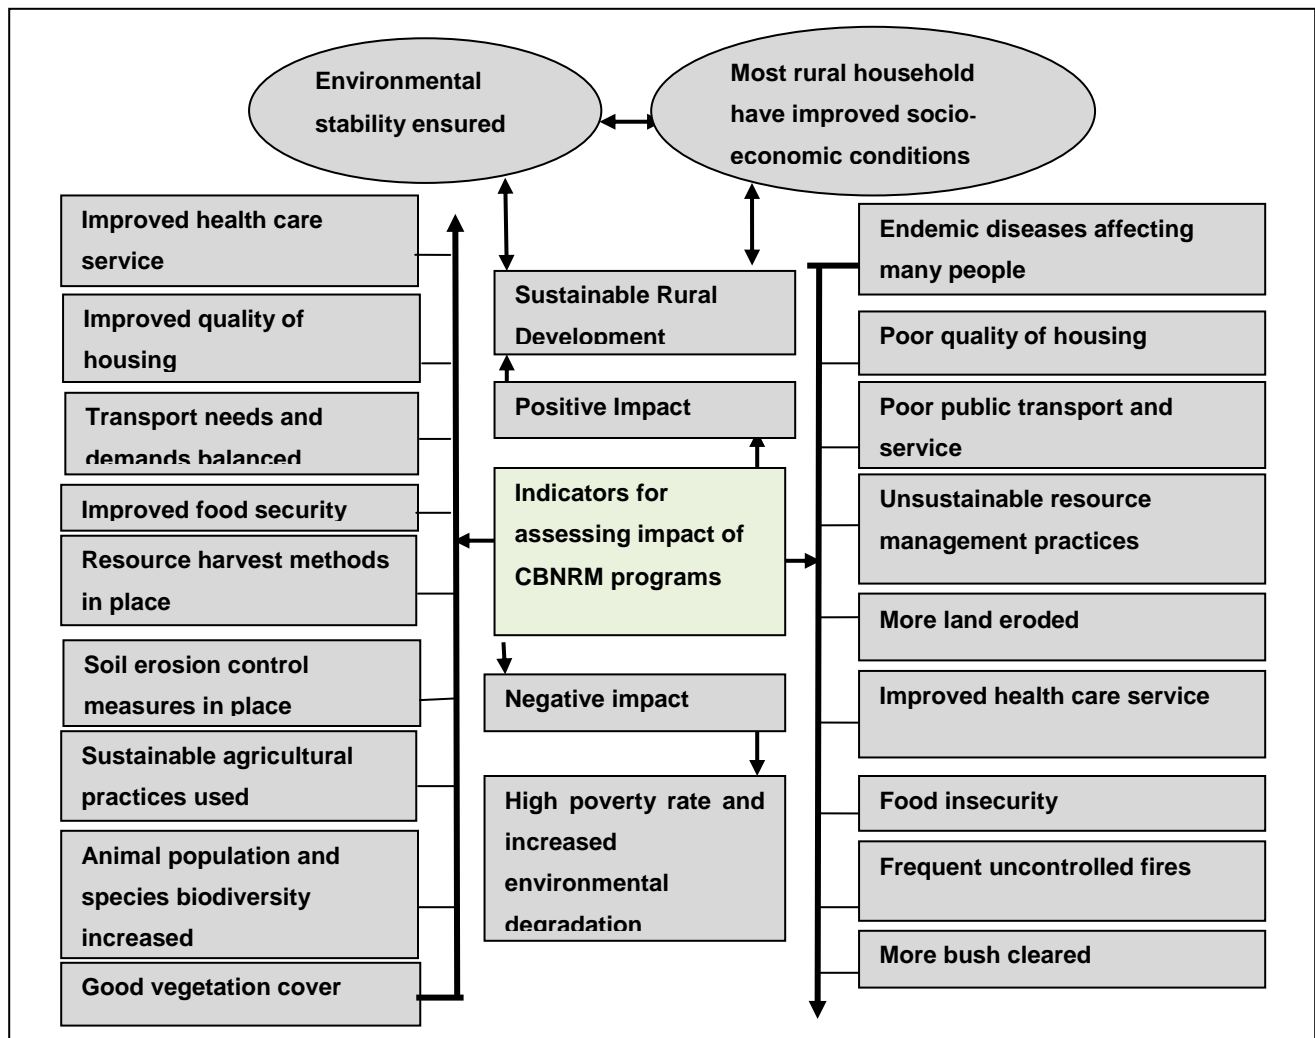 Environmental
stability ensured
Most rural household
have improved socio-
economic conditions
Improved health care
service
Improved quality of
housing
Transport needs and
demands balanced
Improved food security
Resource harvest methods
in place
Soil erosion control
measures in place
Sustainable agricultural
practices used
Animal population and
species biodiversity
increased
Good vegetation cover
Sustainable Rural
Development
Positive Impact
Indicators for
assessing impact of
CBNRM programs
Negative impact
High poverty rate and
increased
environmental
degradation
Endemic diseases affecting
many people
Poor quality of housing
Poor public transport and
service
Unsustainable resource
management practices
More land eroded
Improved health care service
Food insecurity
Frequent uncontrolled fires
More bush cleared